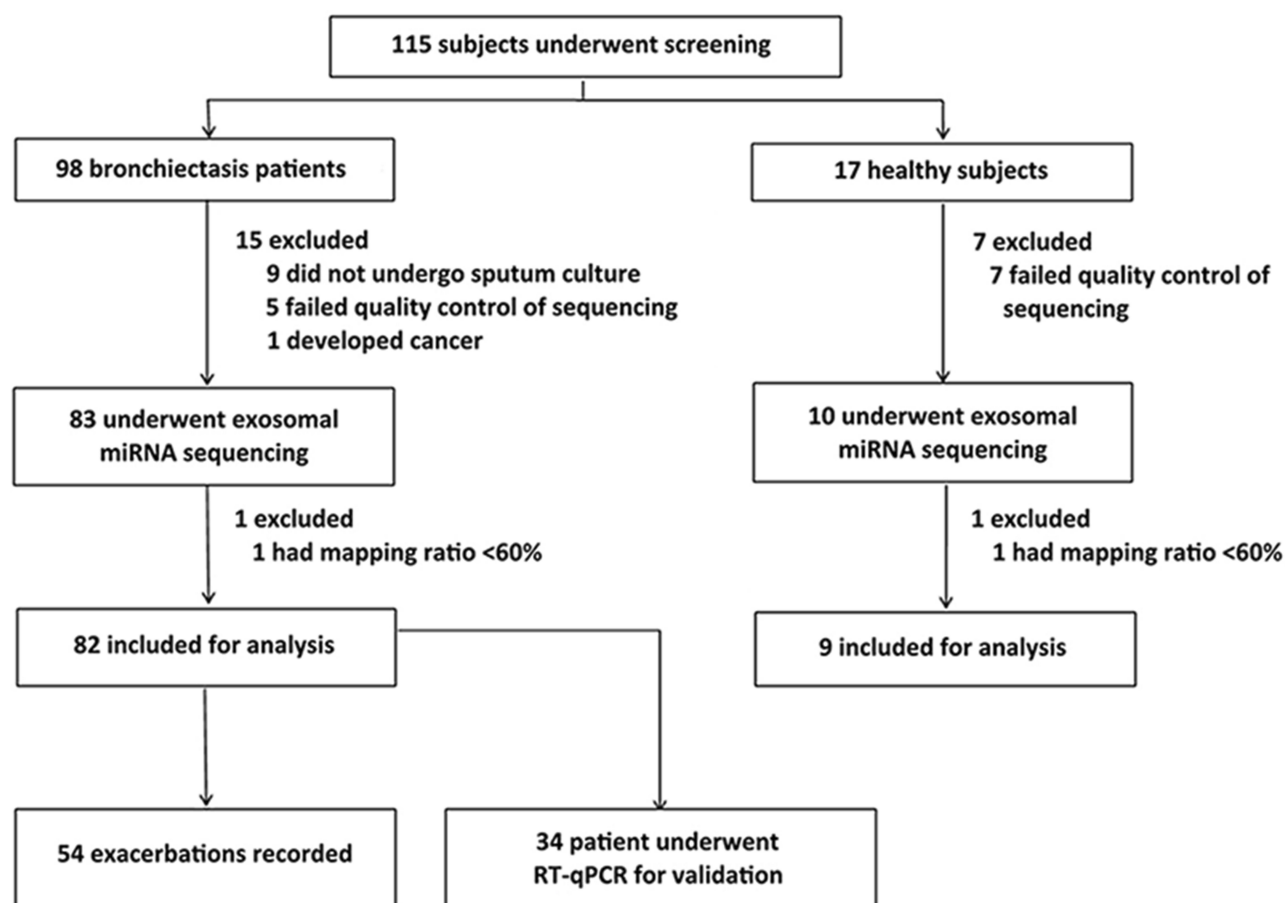 115 subjects underwent screening
98 bronchiectasis patients
17 healthy subjects
15 excluded
9 did not undergo sputum culture
5 failed quality control of sequencing
1 developed cancer
7 excluded
7 failed quality control of
sequencing
83 underwent exosomal
miRNA sequencing
10 underwent exosomal
miRNA sequencing
1 excluded
1 had mapping ratio <60%
1 excluded
1 had mapping ratio <60%
82 included for analysis
9 included for analysis
54 exacerbations recorded
34 patient underwent
RT-qPCR for validation